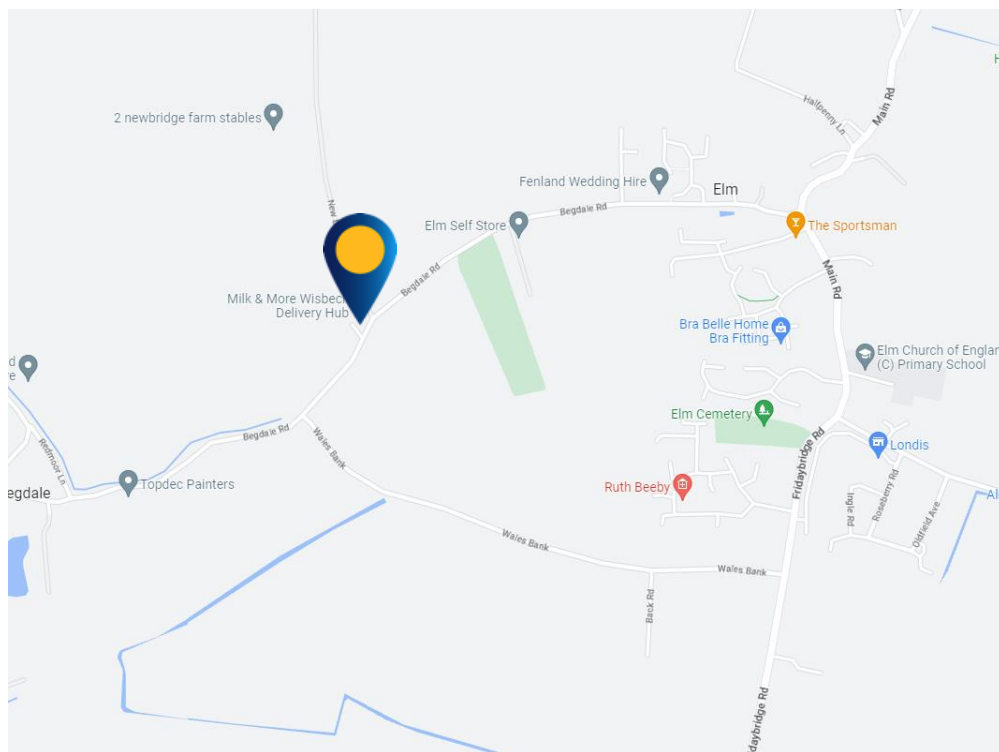 Halfpenny Ln
Main Rd
2 newbridge farm stables
Fenland Wedding Hire
Elm
Begdale Rd
New
Elm Self Store
The Sportsman
Begdale Rd
Main Rd
Milk & More Wisbech
Delivery Hub
Bra Belle Home
Bra Fitting
Elm Church of England
(C) Primary School
Elm Cemetery
Begdale Rd
Wales Bank
Redmoor Ln
Fridaybridge Rd
Londis
Topdec Painters
Ruth Beeby
Ingle Rd
Roseberry Rd
Oldfield Ave
egdale
Wales Bank
Wales Bank
Back Rd
daybridge Rd